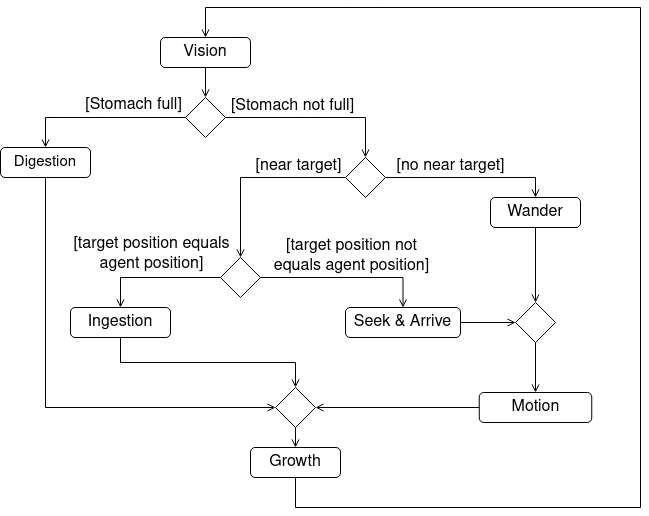 Vision
[Stomach full]
[Stomach not full]
Digestion
[near target]
[no near target]
Wander
[target position equals
agent position]
[target position not
equals agent position]
Ingestion
Seek & Arrive
Motion
Growth